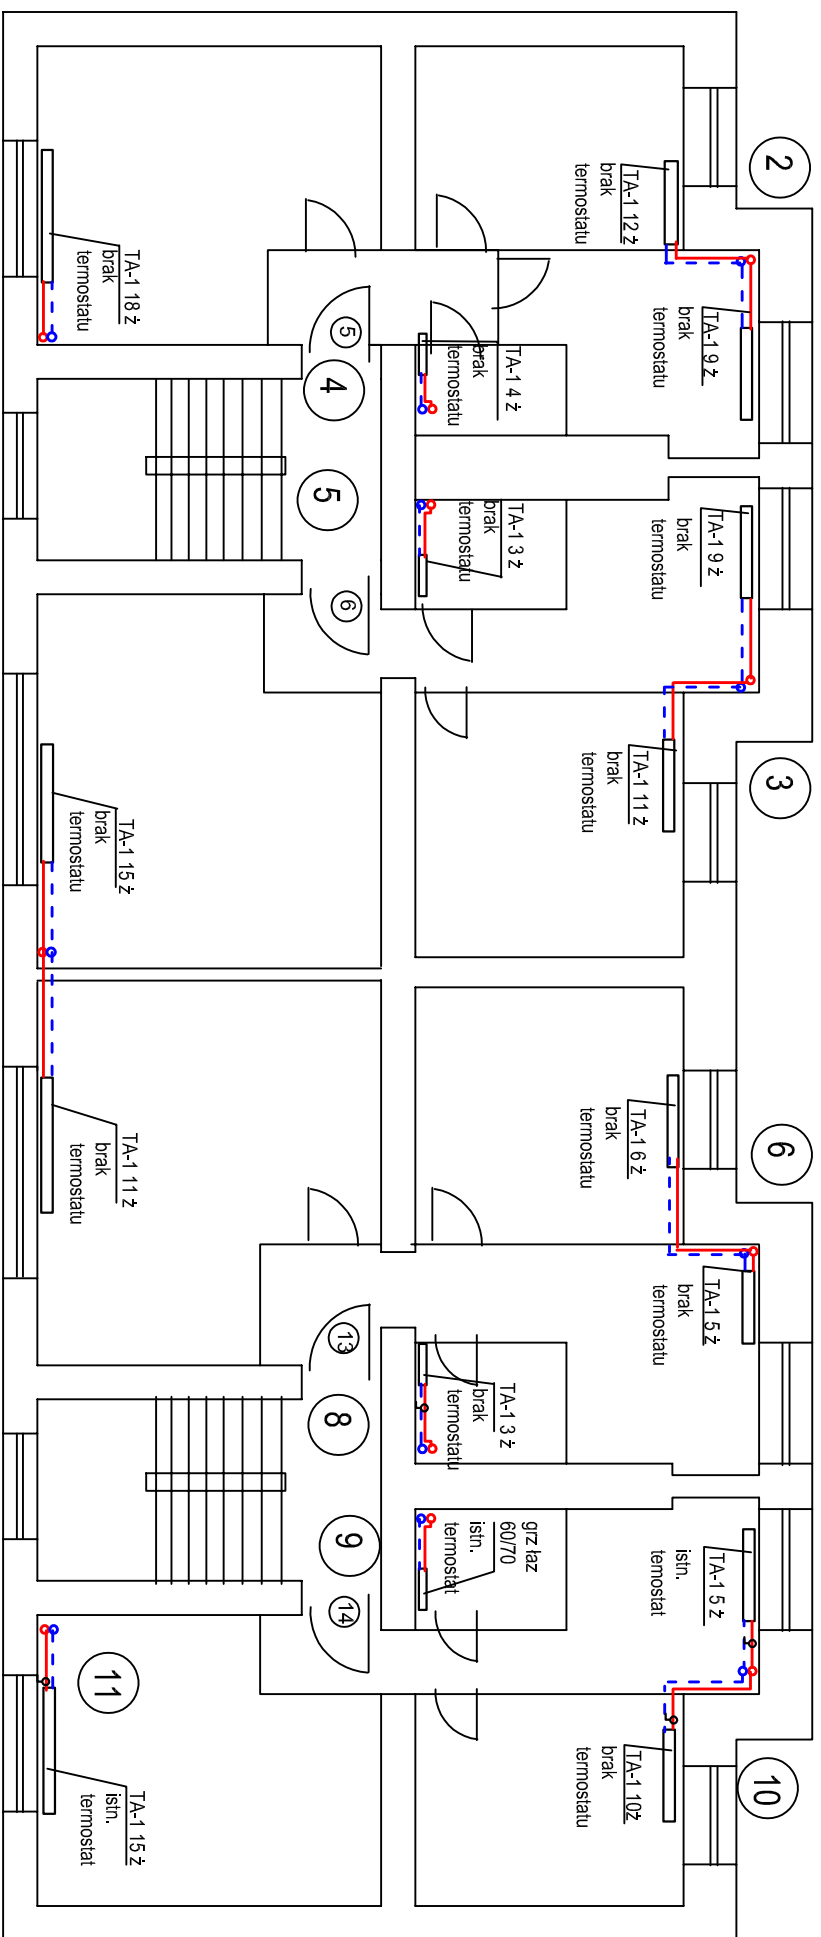 2
TA-1 12 ż
brak
termostatu
TA-1 18 ż
brak
termostatu
TA-1 9 ż
brak
termostatu
5
4
TA-1 4 ż
brak
termostatu
5
TA-1 3 ż
brak
termostatu
TA-1 9 ż
brak
termostatu
6
3
TA-1 11 ż
brak
termostatu
TA-1 15 ż
brak
termostatu
6
TA-1 6 ż
brak
termostatu
TA-1 11 ż
brak
termostatu
TA-1 5 ż
brak
termostatu
13
8
TA-1 3 ż
brak
termostatu
9
grz łaz
60/70
istn.
termostat
TA-1 5 ż
istn.
temostat
14
11
10
TA-1 10ż
brak
termostatu
TA-1 15 ż
istn.
termostat